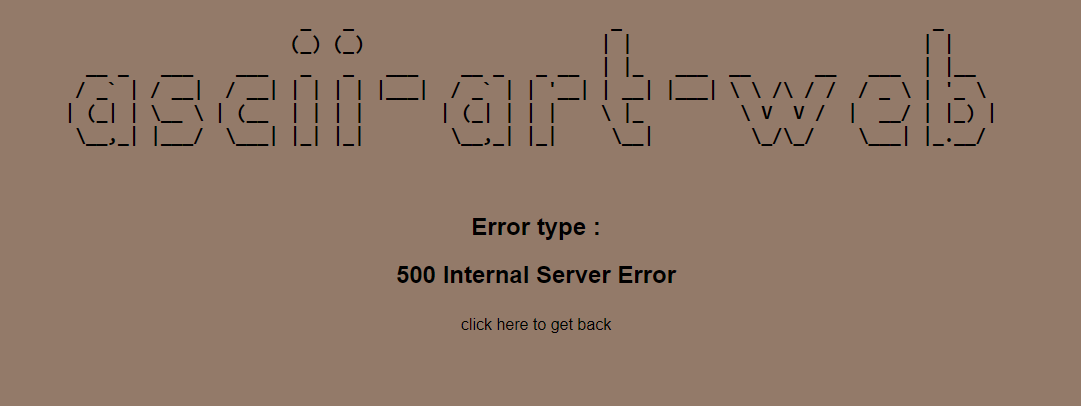 ascii-art-web
Error type :
500 Internal Server Error
click here to get back